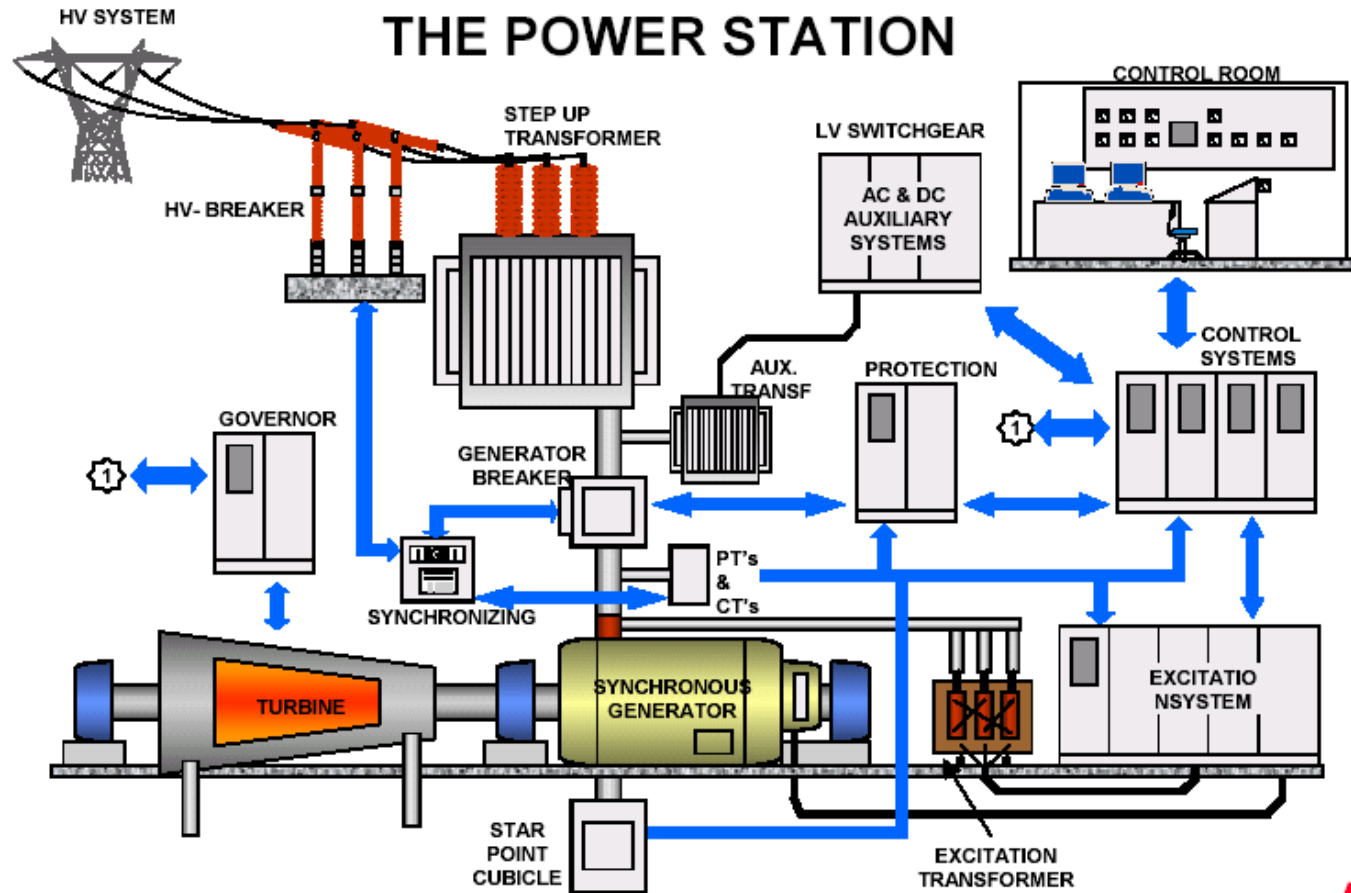 THE POWER STATION
HV SYSTEM
CONTROL ROOM
STEP UP
TRANSFORMER
LV SWITCHGEAR
HV- BREAKER
AC & DC
AUXILIARY
SYSTEMS
CONTROL
SYSTEMS
AUX.
TRANSF
PROTECTION
GOVERNOR
1
1
GENERATOR
BREAKER
PT's
&
CT's
SYNCHRONIZING
TURBINE
SYNCHRONOUS
GENERATOR
EXCITATIO
NSYSTEM
STAR
POINT
CUBICLE
EXCITATION
TRANSFORMER